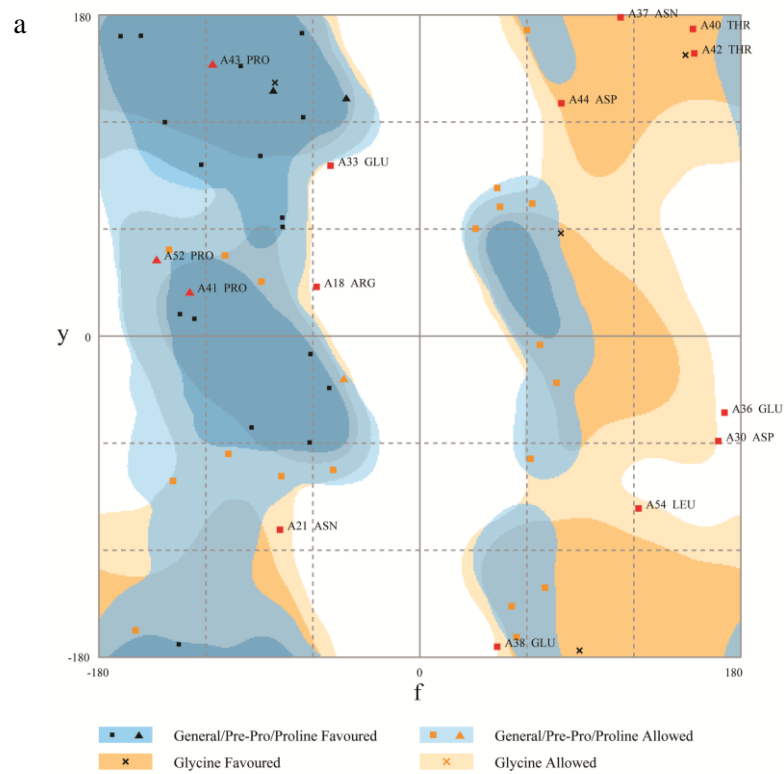 a
180
A37 ASN
A40 THR
A43 PRO
A42 THR
A44 ASP
A33 GLU
A52 PRO
A18 ARG
A41 PRO
y
0
A36 GLU
A30 ASP
A54 LEU
A21 ASN
A38 GLU
-180
-180
0
180
f
General/Pre-Pro/Proline Favoured
General/Pre-Pro/Proline Allowed
Glycine Favoured
Glycine Allowed